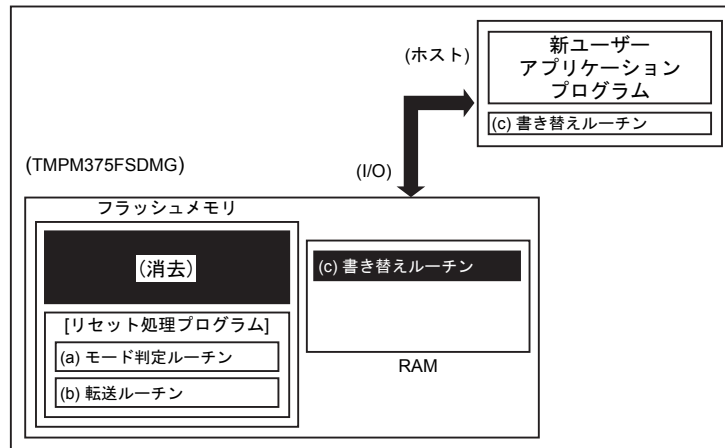 (ホスト)
新ユーザー
アプリケーション
プログラム
(c) 書き替えルーチン
(TMPM375FSDMG)
(I/O)
フラッシュメモリ
(消去)
[リセット処理プログラム]
(a) モード判定ルーチン
(b) 転送ルーチン
(c) 書き替えルーチン
RAM